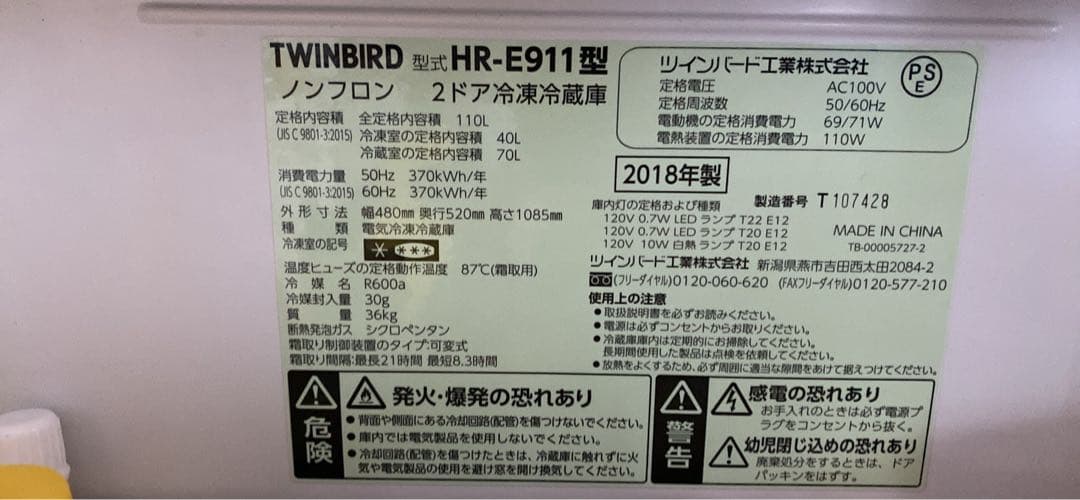 TWINBIRD 型式 HR-E911型
ノンフロン 2ドア冷凍冷蔵庫
定格内容積 全定格内容積 110L
(JIS C 9801-3:2015) 冷凍室の定格内容積 40L
冷蔵室の定格内容積 70L
消費電力量 50Hz 370kWh/年
(JIS C 9801-3:2015) 60Hz 370kWh/年
外形寸法 幅480mm 奥行520mm 高さ1085mm
種類 電気冷凍冷蔵庫
冷凍室の記号
温度ヒューズの定格動作温度 87℃(霜取用)
冷媒名 R600a
冷媒封入量 30g
質量 36kg
断熱発泡ガス シクロペンタン
霜取り制御装置のタイプ:可変式
霜取り間隔:最長21時間 最短8.3時間
ツインバード工業株式会社
PS
E
定格電圧 AC100V
定格周波数 50/60Hz
電動機の定格消費電力 69/71W
電熱装置の定格消費電力 110W
2018年製
製造番号 T107428
庫内灯の定格および種類
120V 0.7W LED ランプ T22 E12
120V 0.7W LED ランプ T20 E12
120V 10W 白熱 ランプ T20 E12
MADE IN CHINA
TB-00005727-2
ツインバード工業株式会社 新潟県燕市吉田西太田2084-2
(フリーダイヤル)0120-060-620 (FAXフリーダイヤル)0120-577-210
使用上の注意
●取扱説明書を必ずお読みください。
●電源は必ずコンセントからお取りください。
●冷蔵庫庫内は定期的にお掃除してください。
長期間使用した製品は点検を依頼してください。
●放熱をよくするため、必ず周囲に適当な隙間をあけて据えつけてください。
危険
発火・爆発の恐れあり
●背面や側面にある冷却回路(配管)を傷つけないでください。
●庫内では電気製品を使用しないでください。
●冷却回路(配管)を傷つけたときは、冷蔵庫に触れずに火
気や電気製品の使用を避け窓を開け換気してください。
警告
感電の恐れあり
お手入れのときは必ず電源プ
ラグをコンセントから抜く。
幼児閉じ込めの恐れあり
廃棄処分をするときは、ドア
パッキンをはずす。